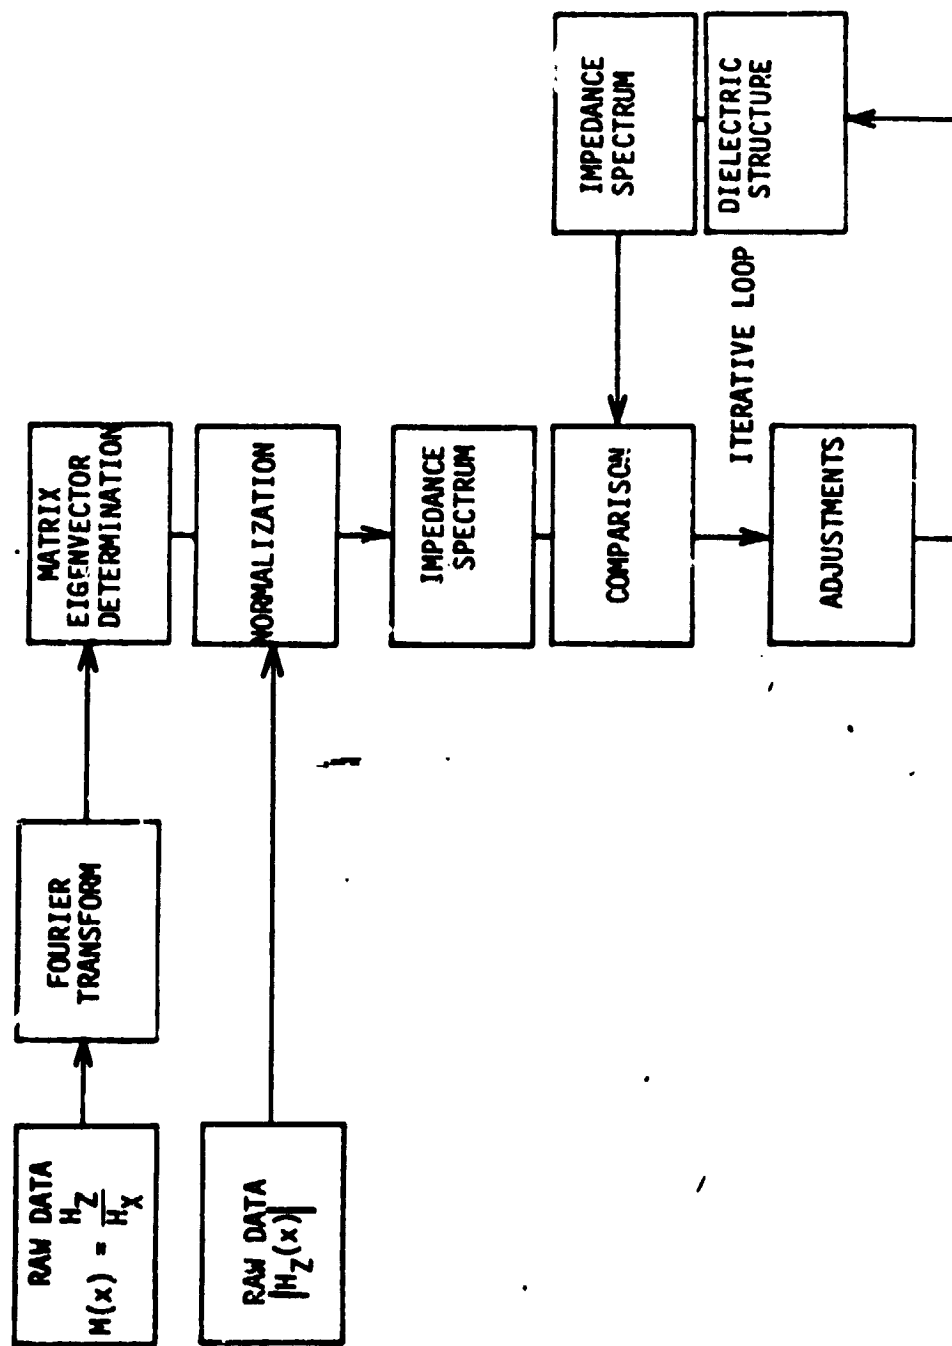 RAW DATA
M(x) = H_Z / H_X
FOURIER
TRANSFORM
MATRIX
EIGENVECTOR
DETERMINATION
RAW DATA
|H_Z(x)|
NORMALIZATION
IMPEDANCE
SPECTRUM
COMPARISON
IMPEDANCE
SPECTRUM
ITERATIVE LOOP
DIELECTRIC
STRUCTURE
ADJUSTMENTS